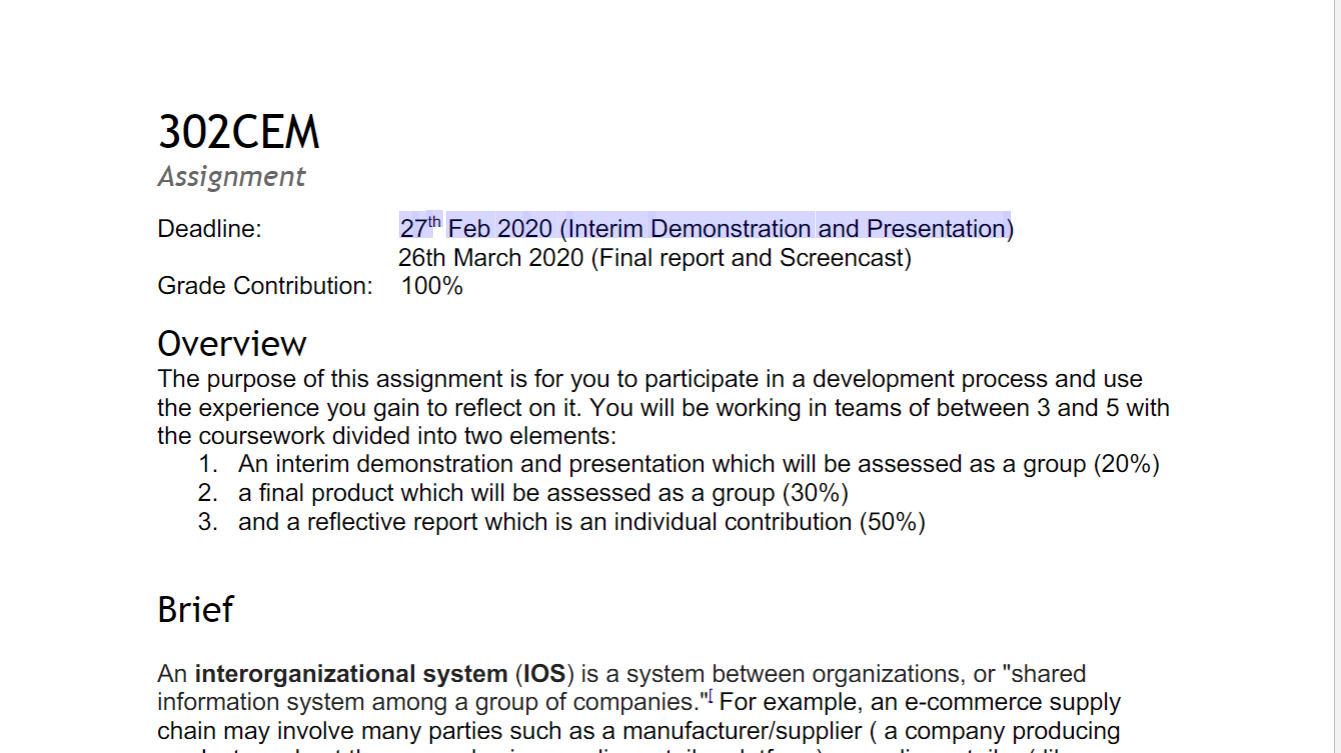 302CEM
Assignment
Deadline: 27th Feb 2020 (Interim Demonstration and Presentation)
26th March 2020 (Final report and Screencast)
Grade Contribution: 100%
Overview
The purpose of this assignment is for you to participate in a development process and use
the experience you gain to reflect on it. You will be working in teams of between 3 and 5 with
the coursework divided into two elements:
1. An interim demonstration and presentation which will be assessed as a group (20%)
2. a final product which will be assessed as a group (30%)
3. and a reflective report which is an individual contribution (50%)
Brief
An interorganizational system (IOS) is a system between organizations, or "shared
information system among a group of companies."[ For example, an e-commerce supply
chain may involve many parties such as a manufacturer/supplier ( a company producing